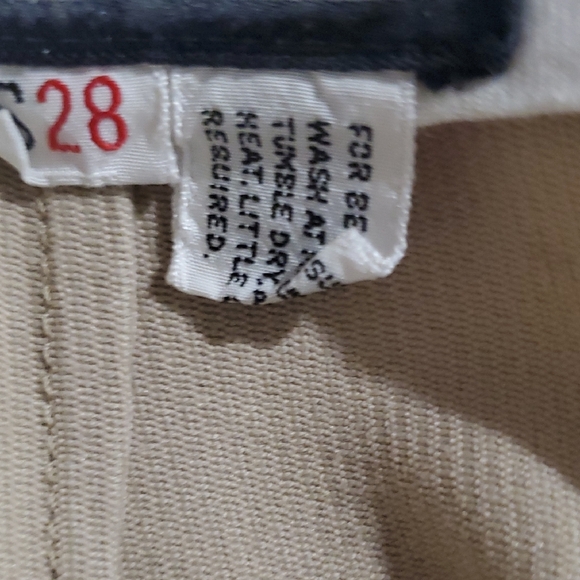 28
FOR BE
WASH AT
TUMBLE DRY.
HEAT. LITTLE
REQUIRED.